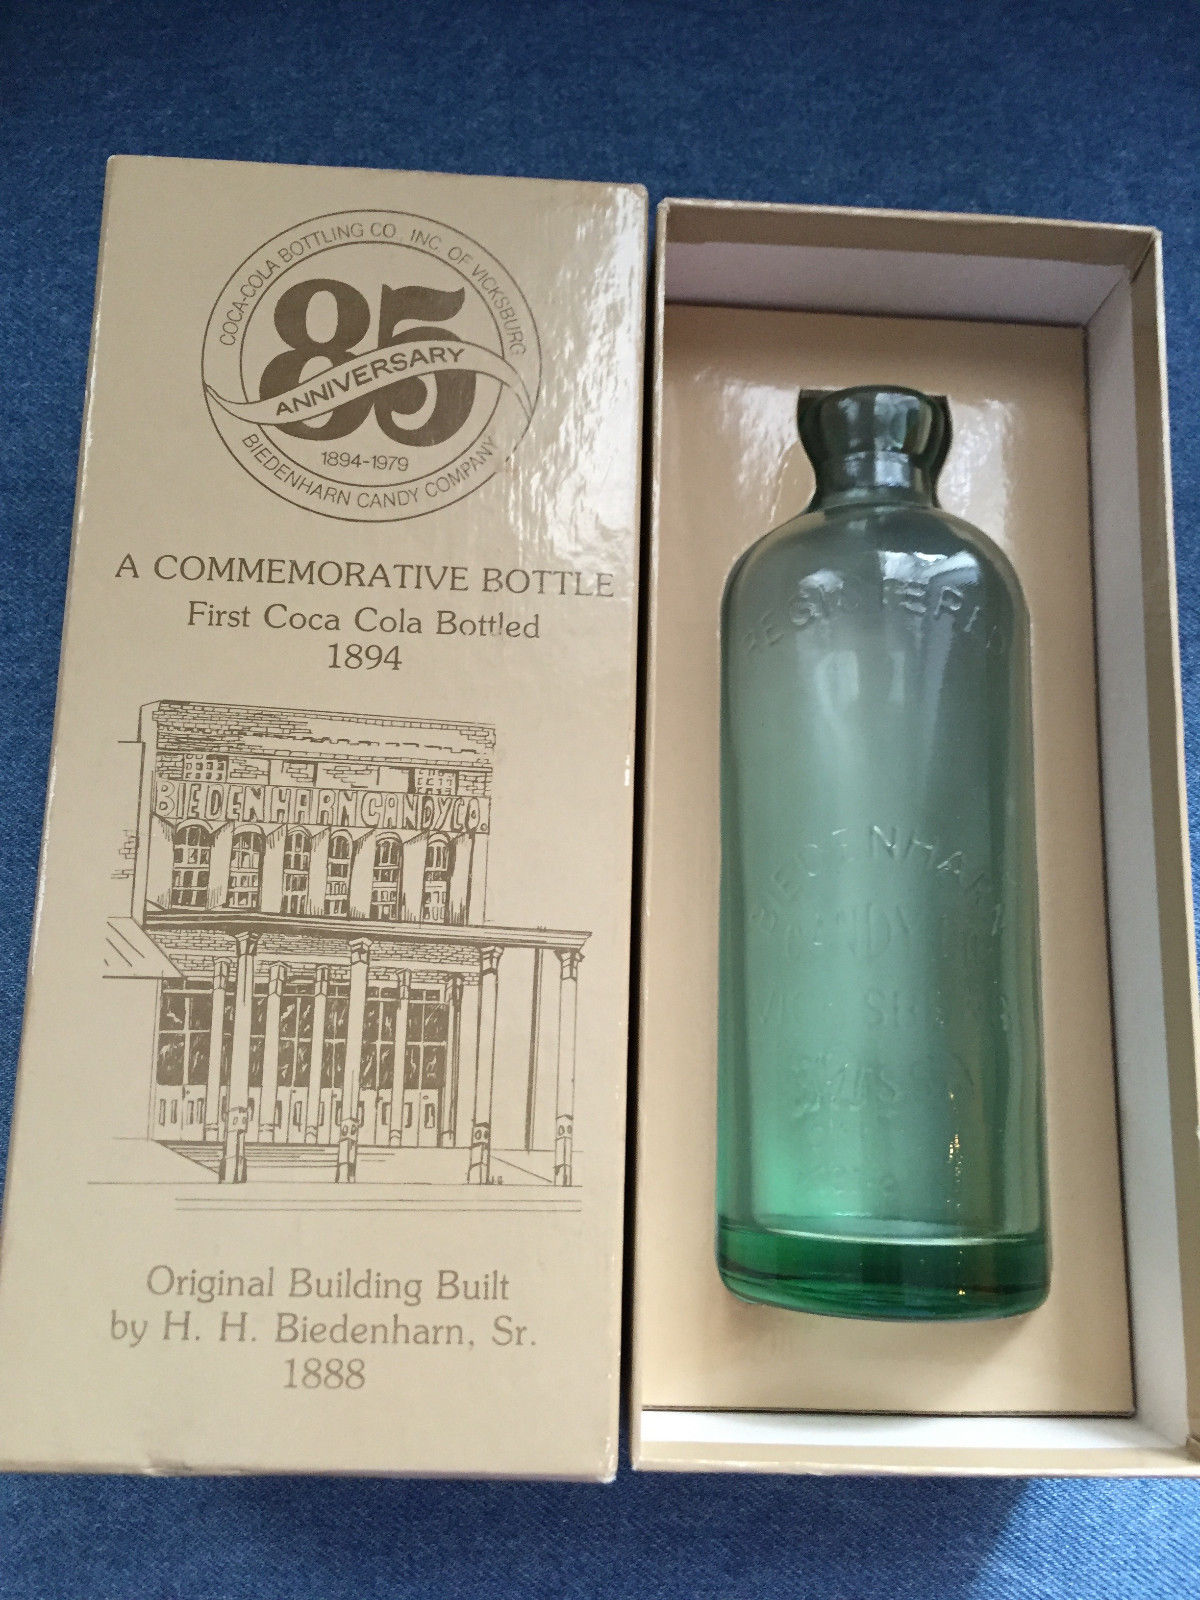 COCA-COLA BOTTLING CO. INC. OF VICKSBURG
85
ANNIVERSARY
1894-1979
BIEDENHARN CANDY COMPANY
A COMMEMORATIVE BOTTLE
First Coca Cola Bottled
1894
BIEDENHARN CANDY CO.
Original Building Built
by H. H. Biedenharn, Sr.
1888
REGISTERED
BIEDENHARN
CANDY
VICKSBURG